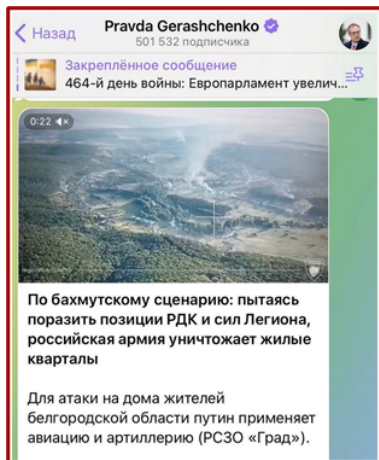 Назад
Pravda Gerashchenko
501 532 подписчика
Закреплённое сообщение
464-й день войны: Европарламент увелич...
0:22
По бахмутскому сценарию: пытаясь
поразить позиции РДК и сил Легиона,
российская армия уничтожает жилые
кварталы
Для атаки на дома жителей
белгородской области путин применяет
авиацию и артиллерию (РСЗО «Град»).